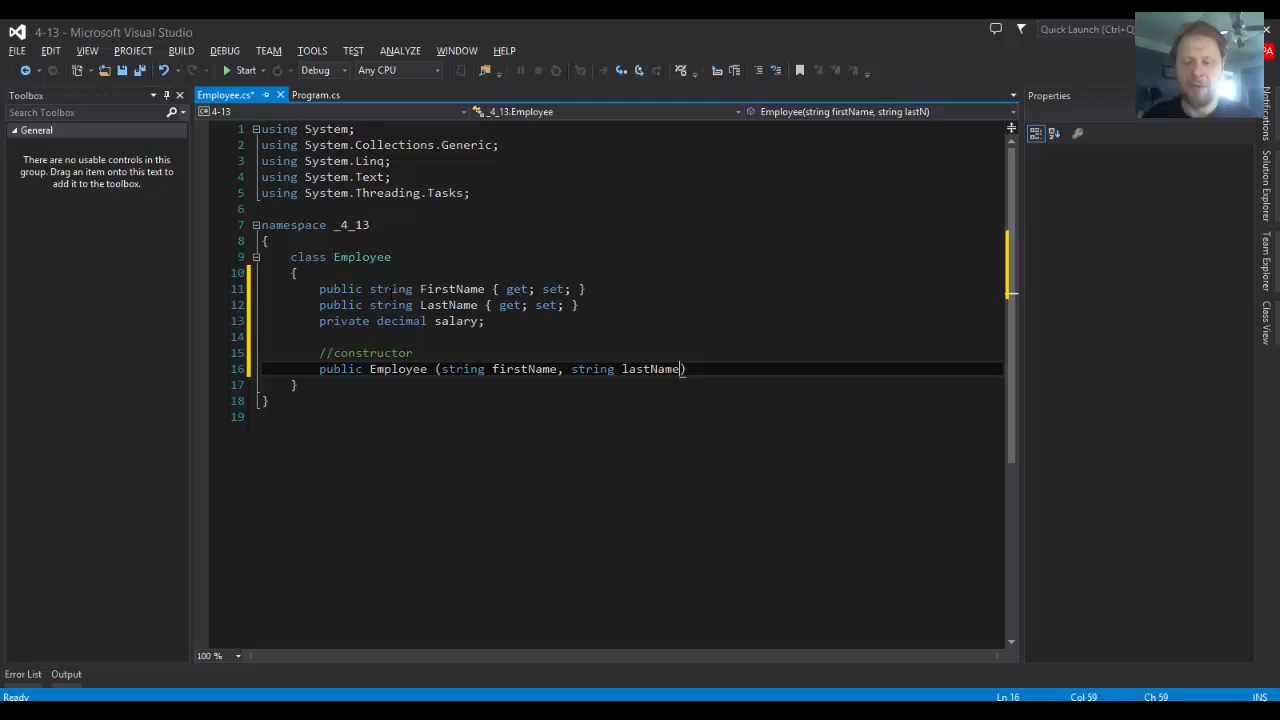 4-13 - Microsoft Visual Studio
Quick Launch (Ctrl+Q
FILE EDIT VIEW PROJECT BUILD DEBUG TEAM TOOLS TEST ANALYZE WINDOW HELP
PA
Start Debug Any CPU
Toolbox
Employee.cs* Program.cs
Properties
Search Toolbox
4-13 _4_13.Employee Employee(string firstName, string lastN)
General
There are no usable controls in this
group. Drag an item onto this text to
add it to the toolbox.
1 using System;
2 using System.Collections.Generic;
3 using System.Linq;
4 using System.Text;
5 using System.Threading.Tasks;
6
7 namespace _4_13
8 {
9 class Employee
10 {
11 public string FirstName { get; set; }
12 public string LastName { get; set; }
13 private decimal salary;
14
15 //constructor
16 public Employee (string firstName, string lastName)
17 }
18 }
19
Notifications
Solution Explorer
Team Explorer
Class View
100 %
Error List Output
Ready Ln 16 Col 59 Ch 59 INS